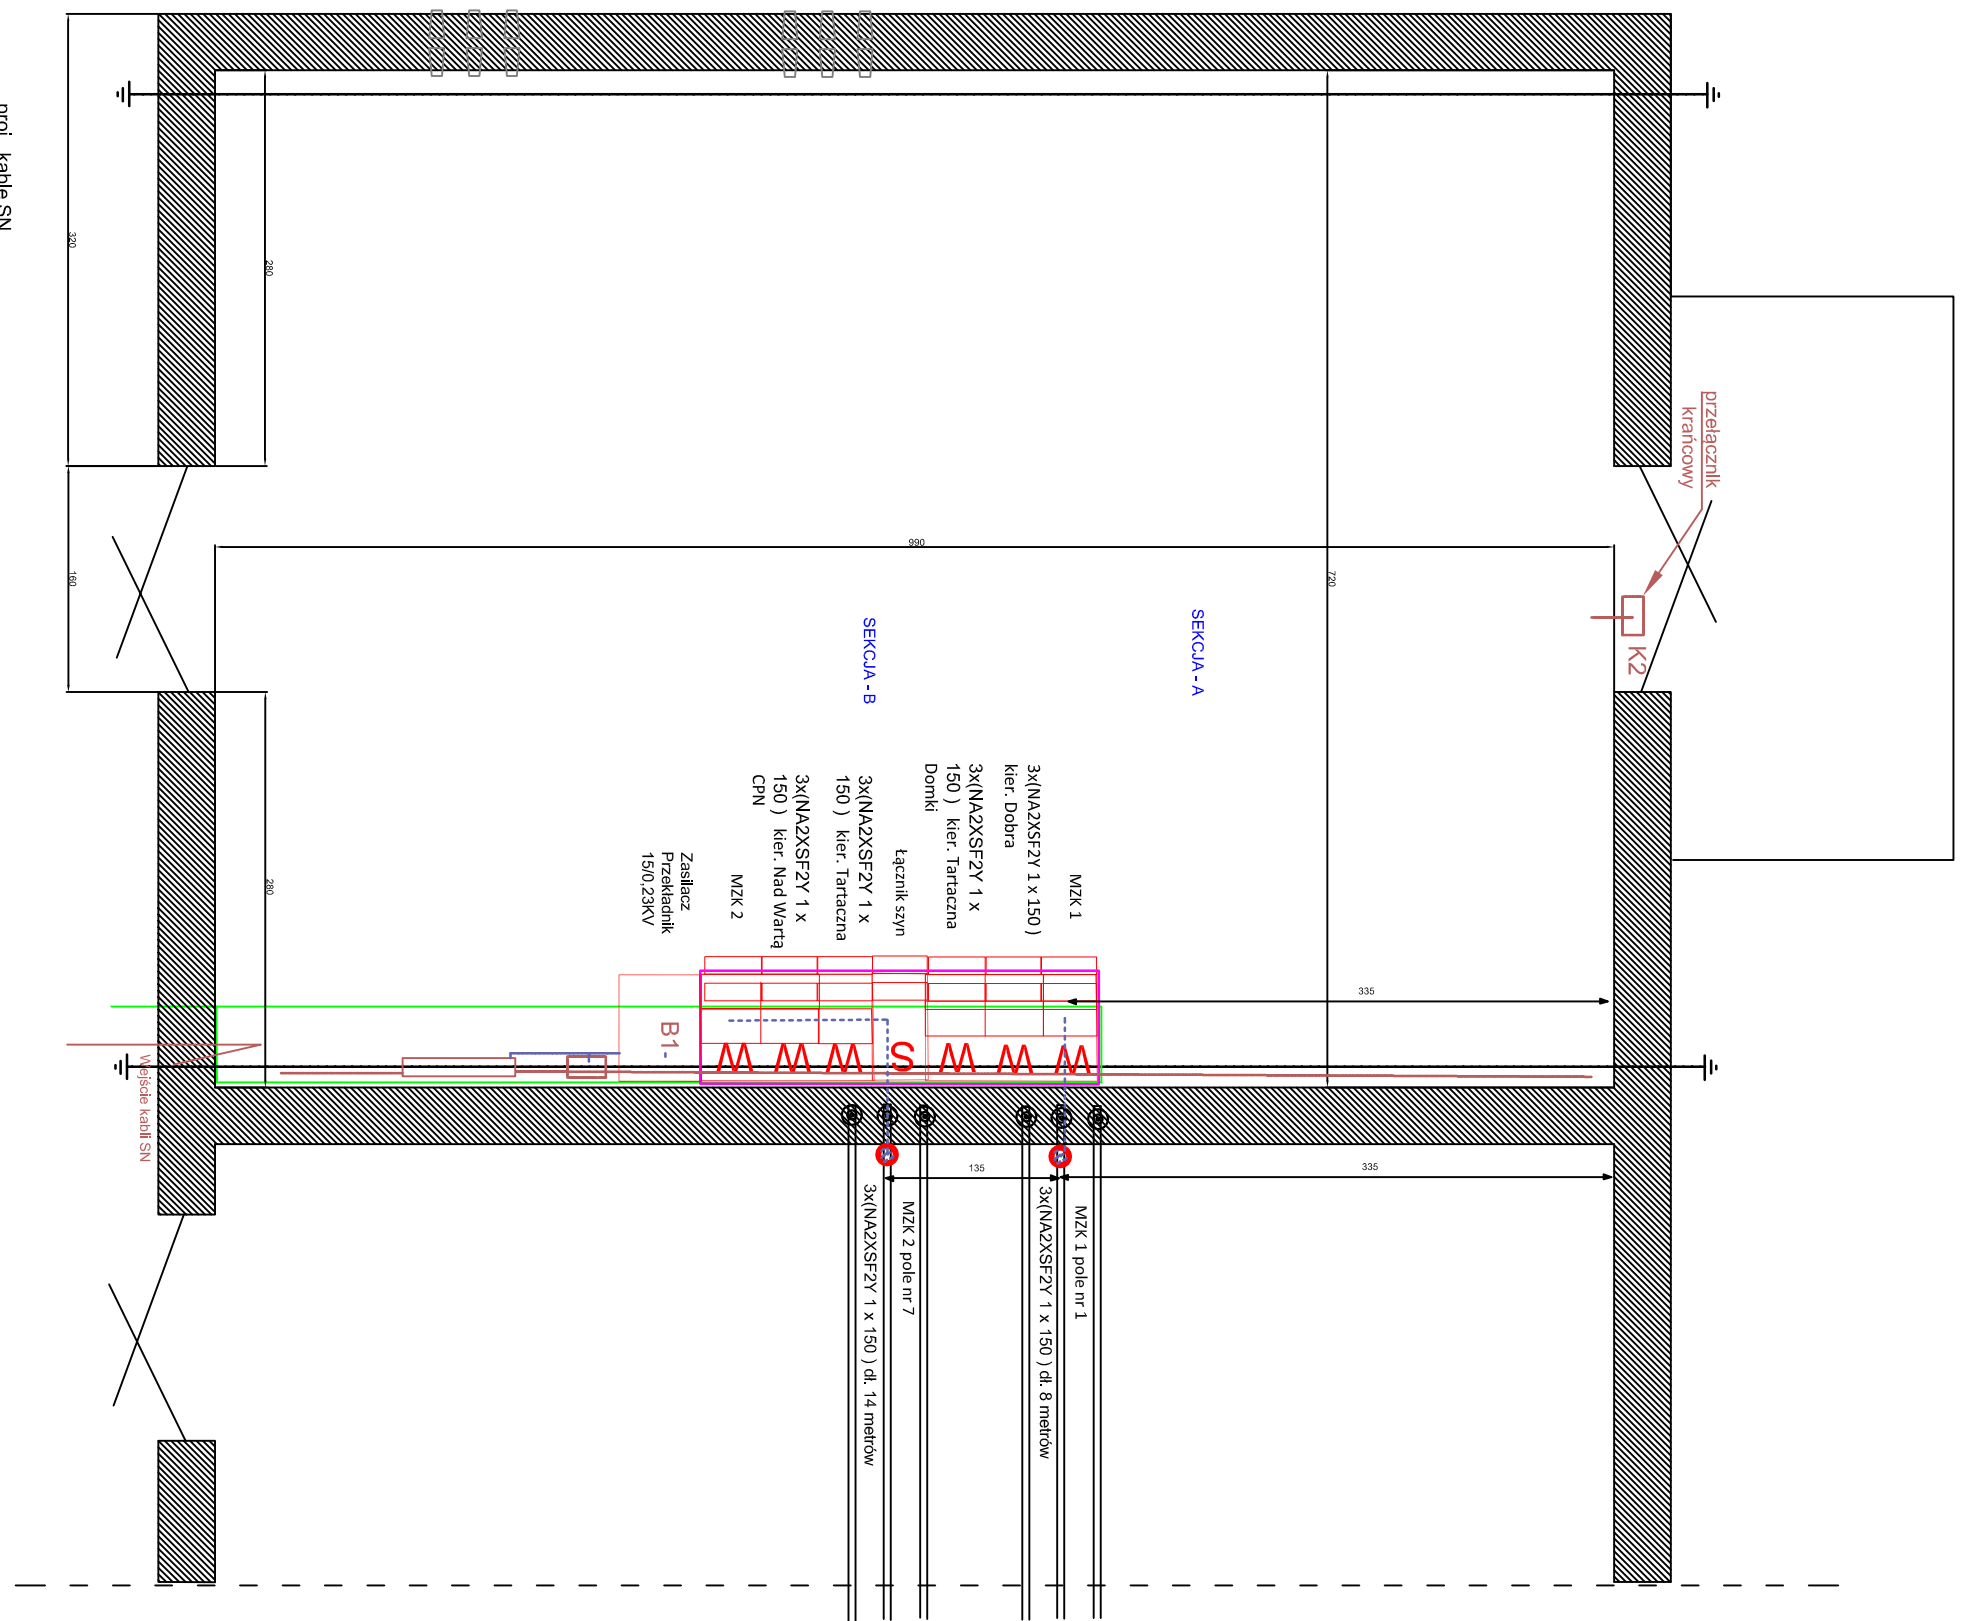 proj kable SN
320
280
160
280
990
720
przełącznik
krańcowy
K2
SEKCJA - A
SEKCJA - B
MZK 1
3x(NA2XSF2Y 1 x 150 )
kier. Dobra
3x(NA2XSF2Y 1 x
150 ) kier. Tartaczna
Domki
Łącznik szyn
3x(NA2XSF2Y 1 x
150 ) kier. Tartaczna
3x(NA2XSF2Y 1 x
150 ) kier. Nad Wartą
CPN
MZK 2
Zasilacz
Przekładnik
15/0,23KV
B1
-
W
W
W
S
W
W
W
335
Wejście kabli SN
135
335
MZK 1 pole nr 1
3x(NA2XSF2Y 1 x 150 ) dł. 8 metrów
MZK 2 pole nr 7
3x(NA2XSF2Y 1 x 150 ) dł. 14 metrów